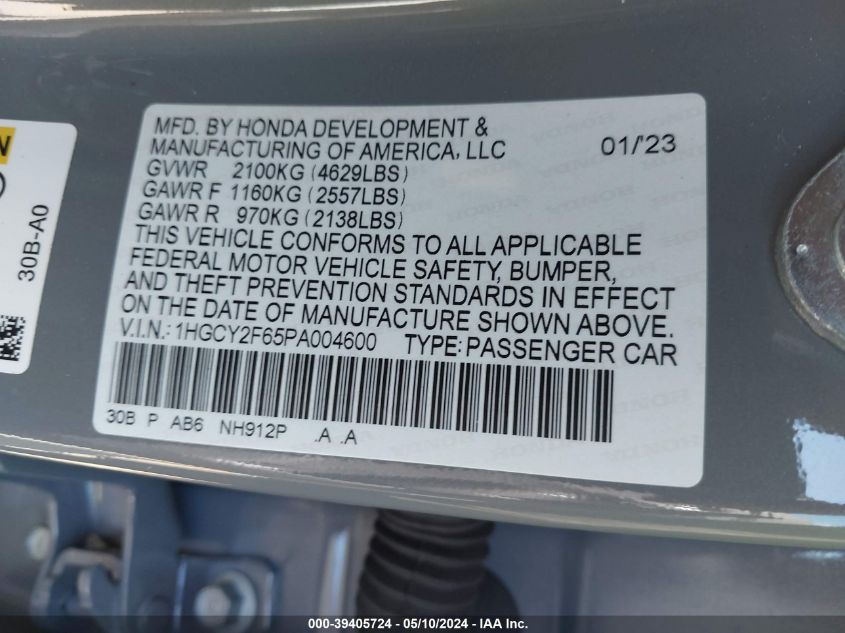 N
30B-A0
MFD. BY HONDA DEVELOPMENT &
MANUFACTURING OF AMERICA, LLC 01/'23
GVWR 2100KG (4629LBS)
GAWR F 1160KG (2557LBS)
GAWR R 970KG (2138LBS)
THIS VEHICLE CONFORMS TO ALL APPLICABLE
FEDERAL MOTOR VEHICLE SAFETY, BUMPER,
AND THEFT PREVENTION STANDARDS IN EFFECT
ON THE DATE OF MANUFACTURE SHOWN ABOVE.
V.I.N.: 1HGCY2F65PA004600 TYPE: PASSENGER CAR
30B P AB6 NH912P .A .A
000-39405724 - 05/10/2024 - IAA Inc.